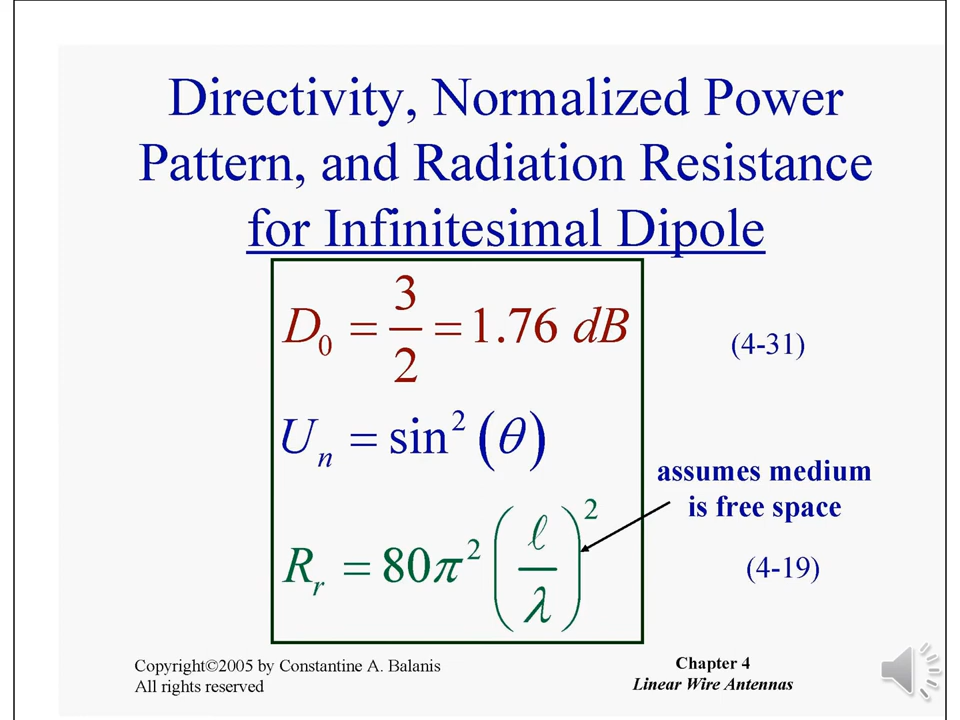 Directivity, Normalized Power
Pattern, and Radiation Resistance
for Infinitesimal Dipole
D₀ = 3/2 = 1.76 dB (4-31)
Uₙ = sin² (θ)
assumes medium
is free space
Rᵣ = 80π² (ℓ/λ)² (4-19)
Copyright©2005 by Constantine A. Balanis
All rights reserved
Chapter 4
Linear Wire Antennas